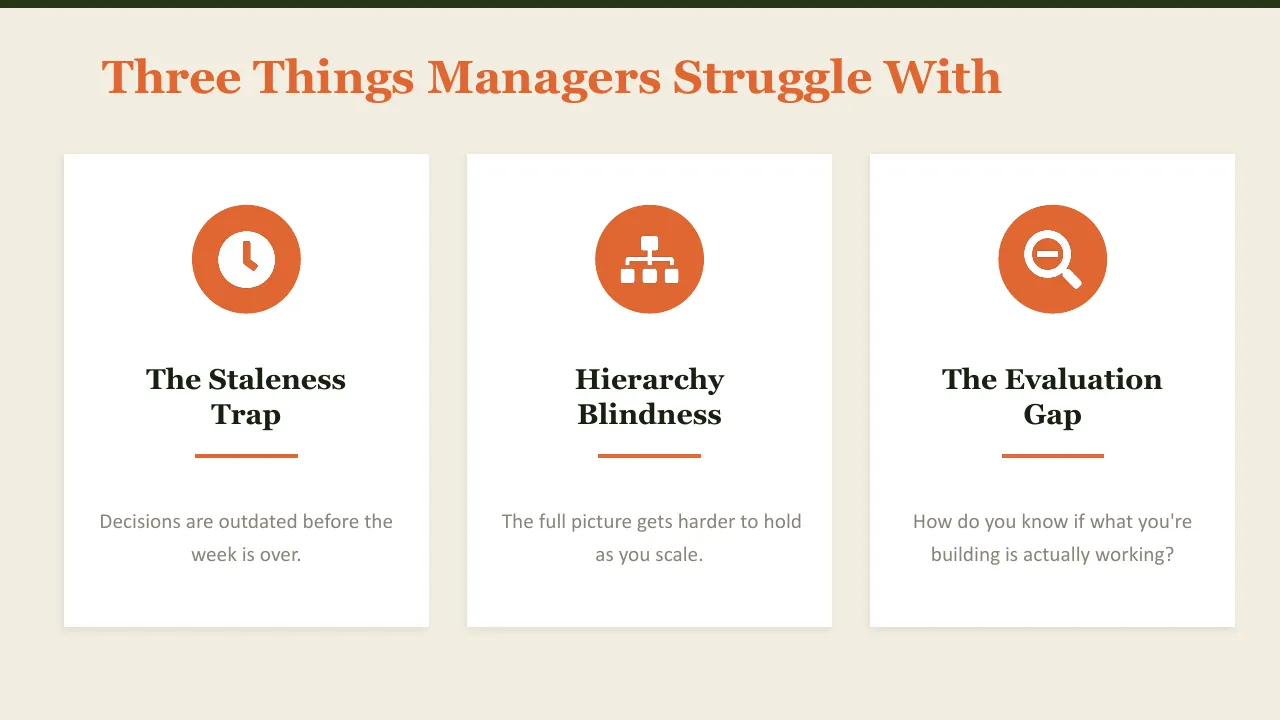 Three Things Managers Struggle With
The Staleness
Trap
Decisions are outdated before the
week is over.
Hierarchy
Blindness
The full picture gets harder to hold
as you scale.
The Evaluation
Gap
How do you know if what you're
building is actually working?